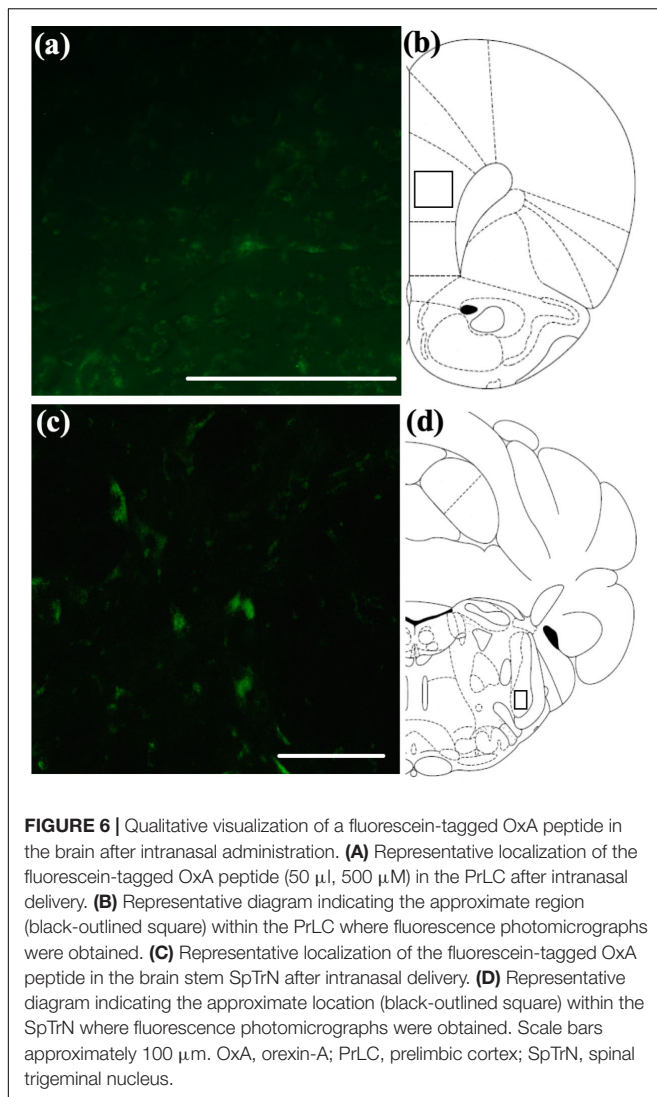 (a)
(b)
(c)
(d)
FIGURE 6 | Qualitative visualization of a fluorescein-tagged OxA peptide in
the brain after intranasal administration. (A) Representative localization of the
fluorescein-tagged OxA peptide (50 μl, 500 μM) in the PrLC after intranasal
delivery. (B) Representative diagram indicating the approximate region
(black-outlined square) within the PrLC where fluorescence photomicrographs
were obtained. (C) Representative localization of the fluorescein-tagged OxA
peptide in the brain stem SpTrN after intranasal delivery. (D) Representative
diagram indicating the approximate location (black-outlined square) within the
SpTrN where fluorescence photomicrographs were obtained. Scale bars
approximately 100 μm. OxA, orexin-A; PrLC, prelimbic cortex; SpTrN, spinal
trigeminal nucleus.